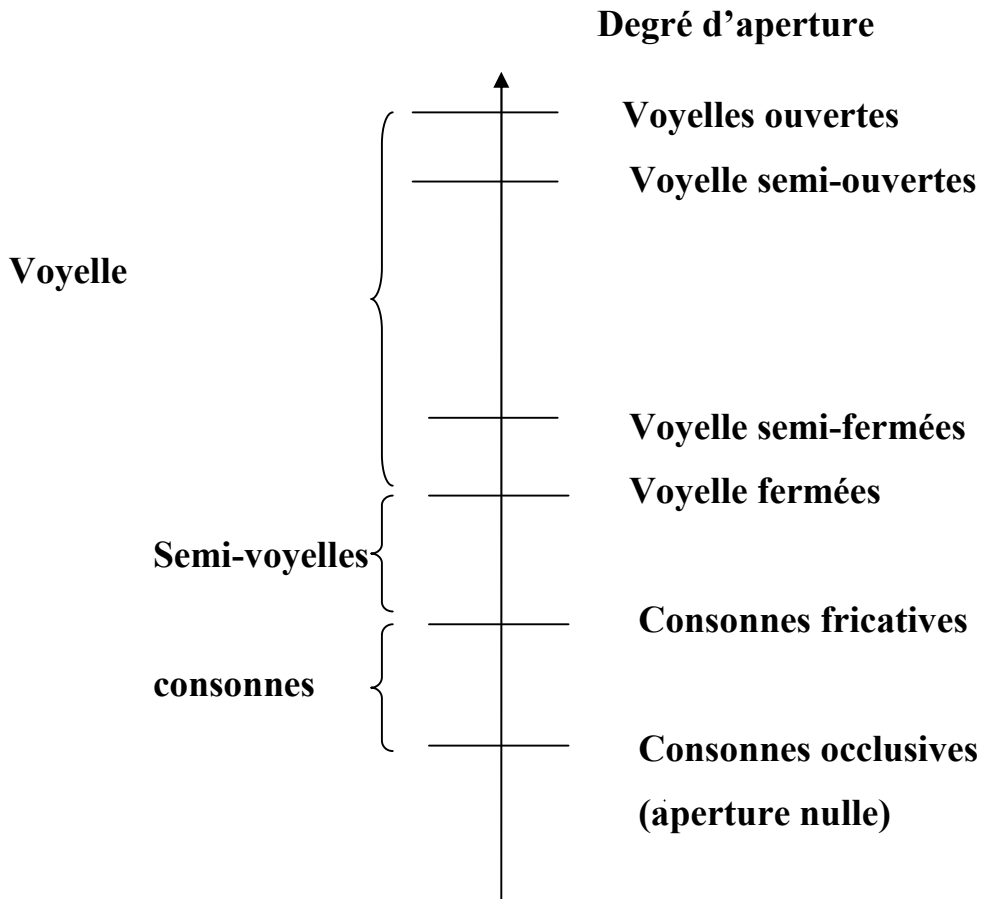 Degré d’aperture
Voyelles ouvertes
Voyelle semi-ouvertes
Voyelle
Voyelle semi-fermées
Voyelle fermées
Semi-voyelles
Consonnes fricatives
consonnes
Consonnes occlusives
(aperture nulle)